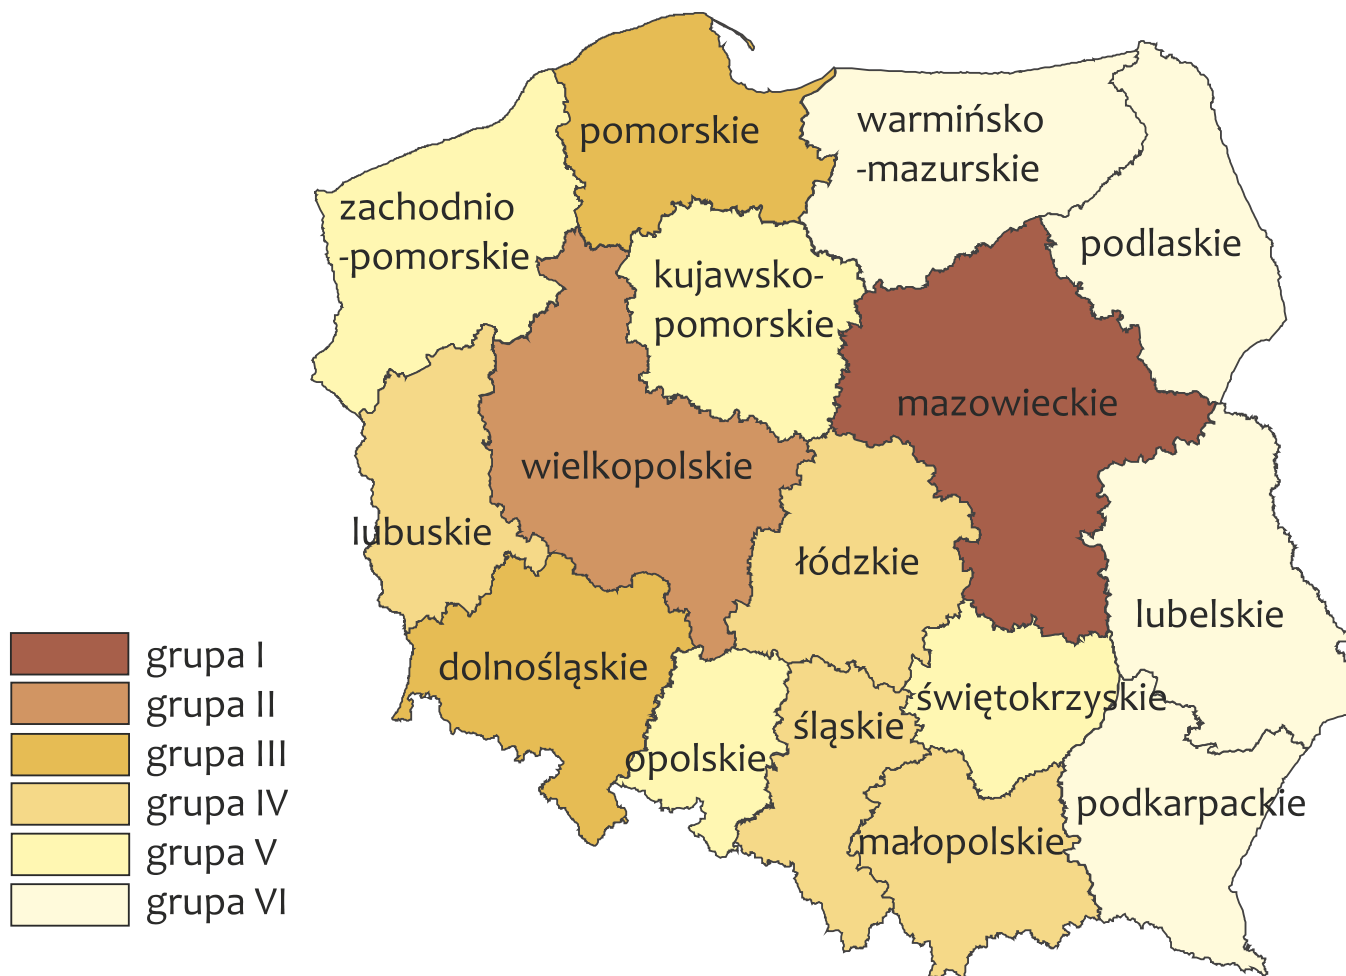 pomorskie
warmińsko
-mazurskie
zachodnio
-pomorskie
podlaskie
kujawsko-
pomorskie
mazowieckie
wielkopolskie
lubuskie
łódzkie
lubelskie
dolnośląskie
świętokrzyskie
śląskie
opolskie
podkarpackie
małopolskie
grupa I
grupa II
grupa III
grupa IV
grupa V
grupa VI